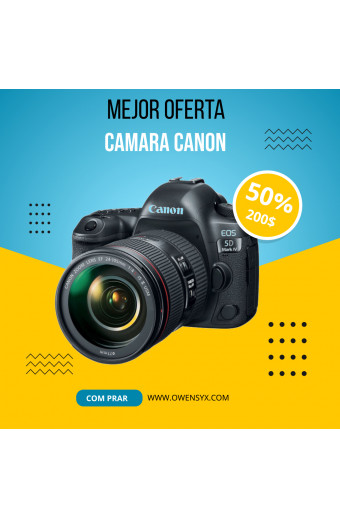 MEJOR OFERTA
CAMARA CANON
50%
200$
Canon
EOS
5D
Mark IV
COM PRAR
WWW.OWENSYX.COM